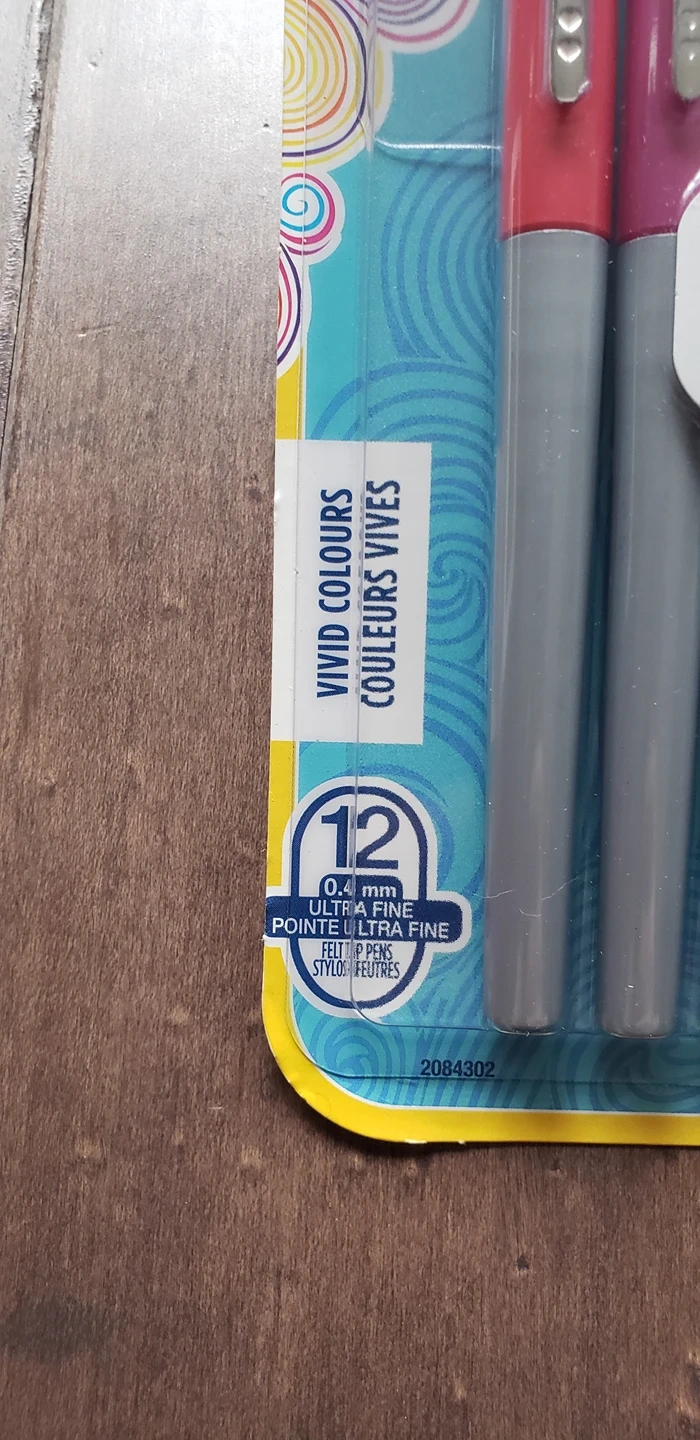 VIVID COLOURS
COULEURS VIVES
12
0.4 mm
ULTRA FINE
POINTE ULTRA FINE
FELT TIP PENS
STYLOS-FEUTRES
2084302